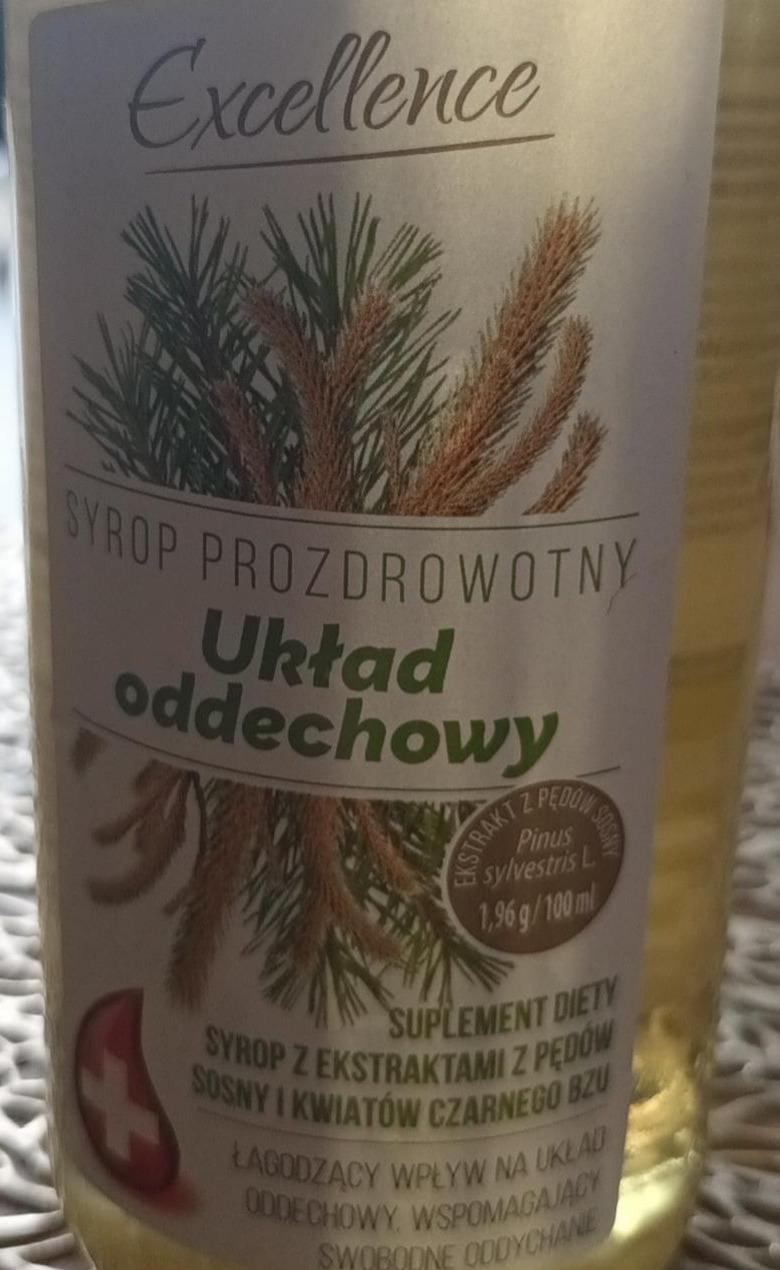 Excellence
SYROP PROZDROWOTNY
Układ
oddechowy
EKSTRAKT Z PĘDÓW SOSNY
Pinus
sylvestris L.
1,96 g/100 ml
SUPLEMENT DIETY
SYROP Z EKSTRAKTAMI Z PĘDÓW
SOSNY I KWIATÓW CZARNEGO BZU
ŁAGODZĄCY WPŁYW NA UKŁAD
ODDECHOWY, WSPOMAGAJĄCY
SWOBODNE ODDYCHANIE